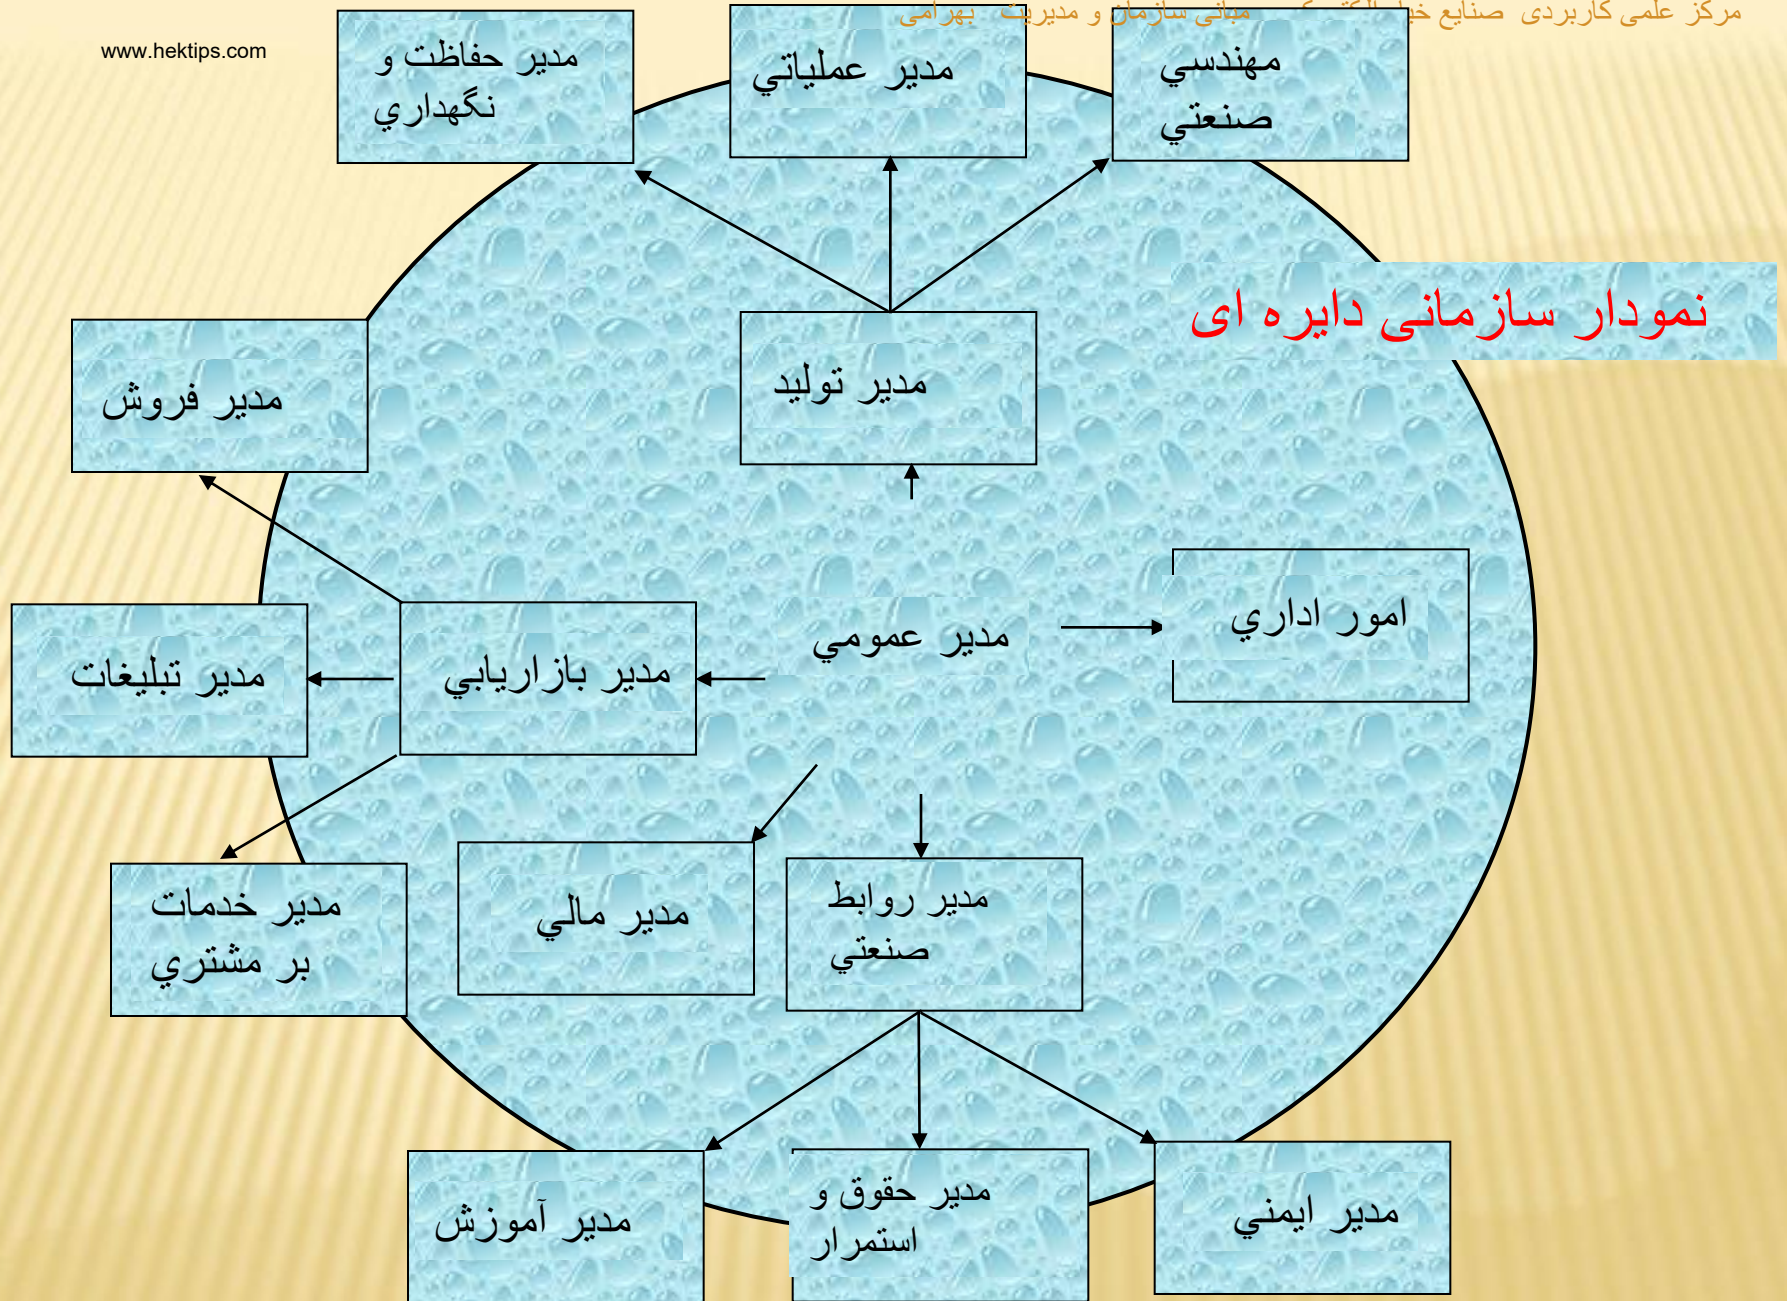 مرکز علمی کاربردی صنایع مبانی سازمان و مدیریت بهرامی
www.hektips.com
مهندسي
صنعتي
مدير عملياتي
مدير حفاظت و
نگهداري
نمودار سازمانی دایره ای
مدير توليد
مدير فروش
امور اداري
مدير عمومي
مدير بازاريابي
مدير تبليغات
مدير روابط
صنعتي
مدير مالي
مدير خدمات
بر مشتري
مدير ايمني
مدير حقوق و
استمرار
مدير آموزش